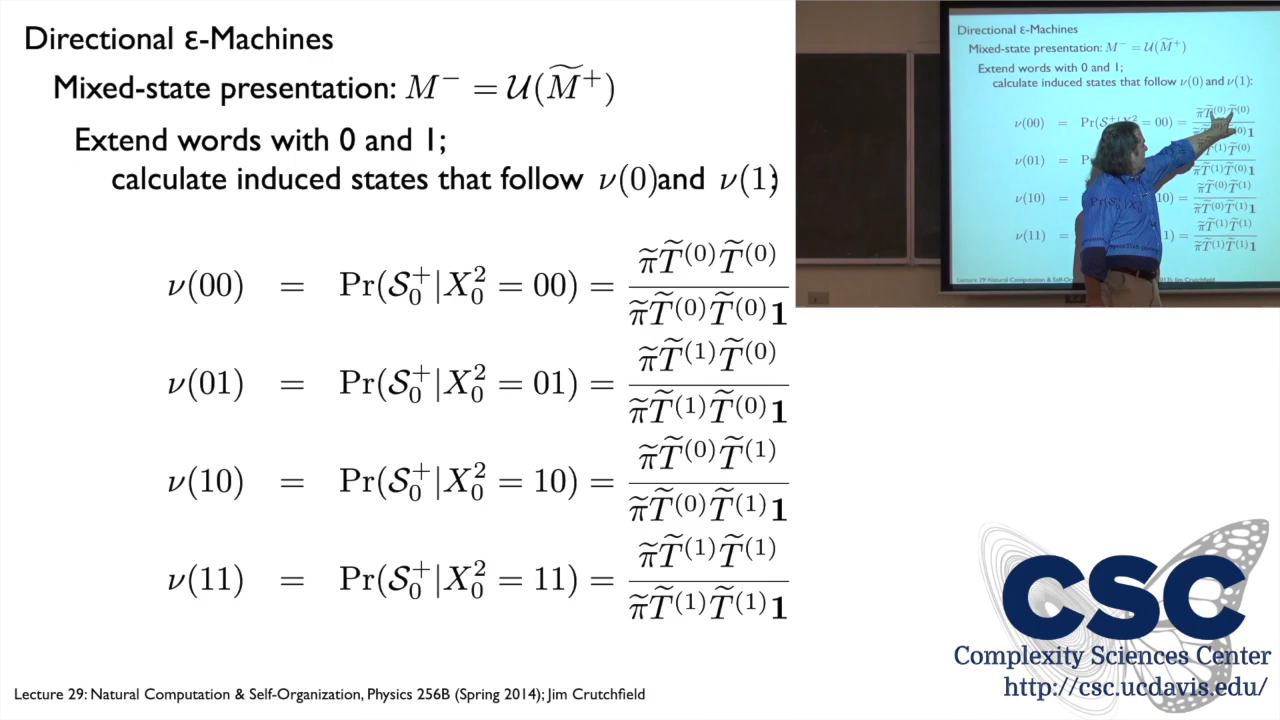 Directional ε-Machines
Mixed-state presentation: M⁻ = 𝒰(M̃⁺)
Extend words with 0 and 1;
calculate induced states that follow ν(0) and ν(1):
ν(00) = Pr(𝒮₀⁺|X₀² = 00) = π̃T̃⁽⁰⁾T̃⁽⁰⁾ / π̃T̃⁽⁰⁾T̃⁽⁰⁾𝟏
ν(01) = Pr(𝒮₀⁺|X₀² = 01) = π̃T̃⁽¹⁾T̃⁽⁰⁾ / π̃T̃⁽¹⁾T̃⁽⁰⁾𝟏
ν(10) = Pr(𝒮₀⁺|X₀² = 10) = π̃T̃⁽⁰⁾T̃⁽¹⁾ / π̃T̃⁽⁰⁾T̃⁽¹⁾𝟏
ν(11) = Pr(𝒮₀⁺|X₀² = 11) = π̃T̃⁽¹⁾T̃⁽¹⁾ / π̃T̃⁽¹⁾T̃⁽¹⁾𝟏
Lecture 29: Natural Computation & Self-Organization, Physics 256B (Spring 2014); Jim Crutchfield
Directional ε-Machines
Mixed-state presentation: M⁻ = 𝒰(M̃⁺)
Extend words with 0 and 1;
calculate induced states that follow ν(0) and ν(1):
ν(00) =
ν(01) =
ν(10) =
ν(11) =
CSC
Complexity Sciences Center
http://csc.ucdavis.edu/